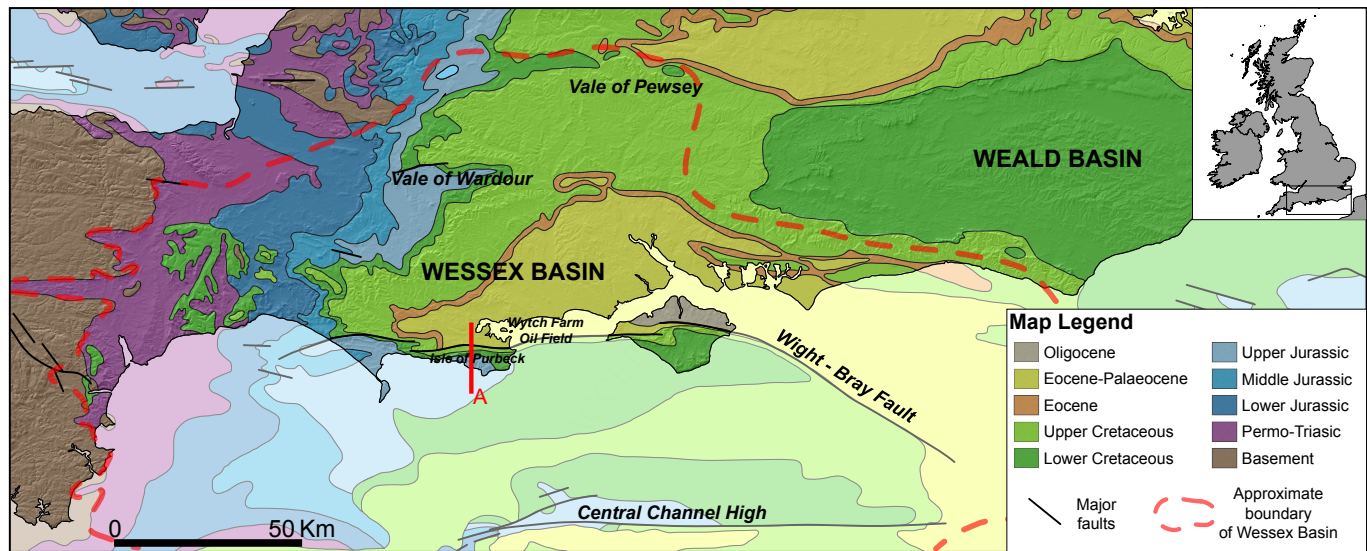 Vale of Pewsey
WEALD BASIN
Vale of Wardour
WESSEX BASIN
Wytch Farm
Oil Field
Isle of Purbeck
A
Wight - Bray Fault
Central Channel High
0 50 Km
Map Legend
Oligocene
Eocene-Palaeocene
Eocene
Upper Cretaceous
Lower Cretaceous
Upper Jurassic
Middle Jurassic
Lower Jurassic
Permo-Triasic
Basement
Major
faults
Approximate
boundary
of Wessex Basin